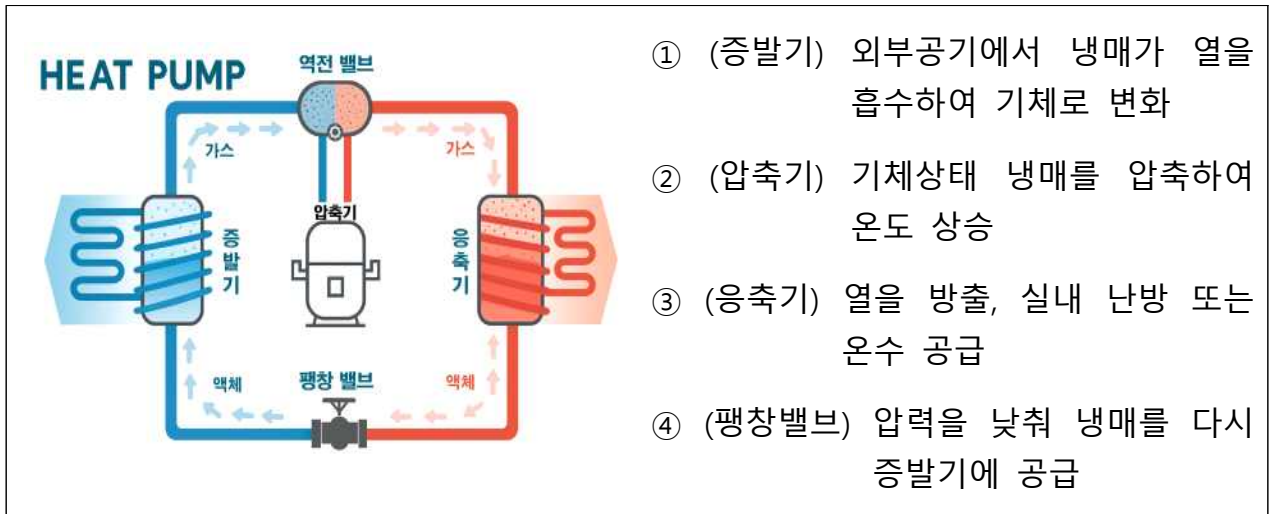 HEAT PUMP
역전 밸브
가스
가스
압축기
증발기
응축기
액체
팽창 밸브
액체
① (증발기) 외부공기에서 냉매가 열을
흡수하여 기체로 변화
② (압축기) 기체상태 냉매를 압축하여
온도 상승
③ (응축기) 열을 방출, 실내 난방 또는
온수 공급
④ (팽창밸브) 압력을 낮춰 냉매를 다시
증발기에 공급